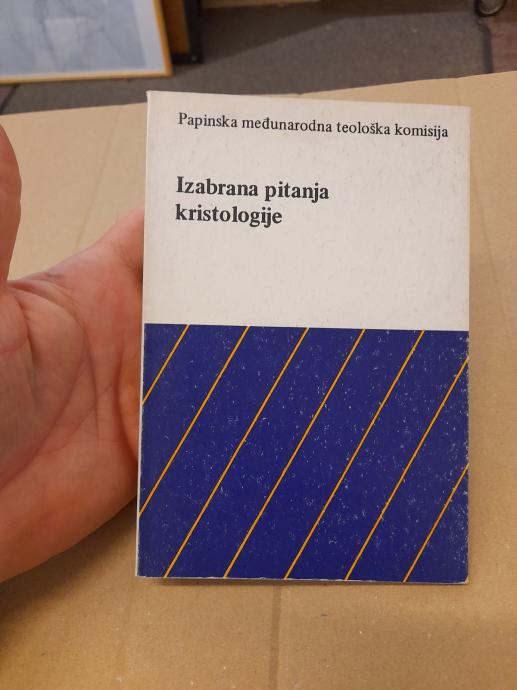 Papinska međunarodna teološka komisija
Izabrana pitanja
kristologije